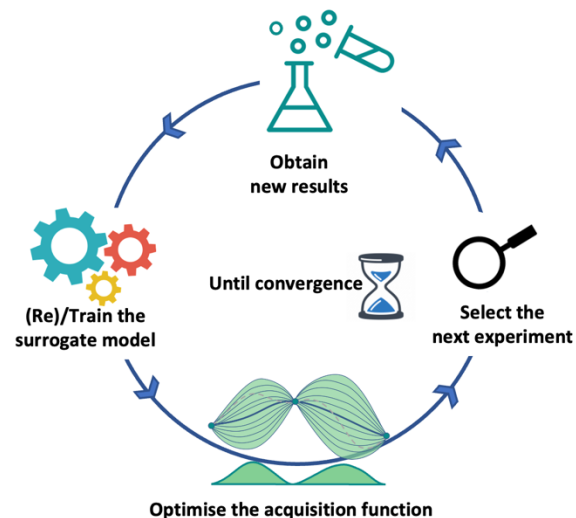 Obtain
new results
Until convergence
(Re)/Train the
surrogate model
Select the
next experiment
Optimise the acquisition function